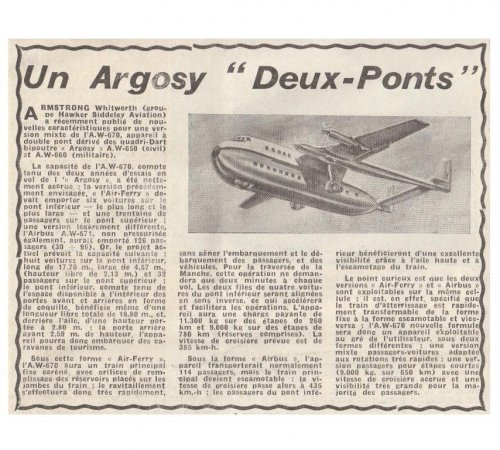 Un Argosy "Deux-Ponts"
ARMSTRONG Whitworth (groupe Hawker Siddeley Aviation)
a récemment publié de nouvelles caractéristiques pour une version
mixte de l'A.W-670, appareil à
double pont dérivé des quadri-Dart
bipoutre « Argosy » A.W-650 (civil)
et A.W-660 (militaire).
La capacité de l'A.W-670, compte
tenu des deux années d'essais en
vol de l'« Argosy », a été nettement
accrue : la version précédemment
envisagée, « l'Air-Ferry » devait
emporter six voitures sur le
pont inférieur — le plus long et le
plus large — et une trentaine de
passagers sur le pont supérieur ;
une version légèrement différente,
l'Airbus A.W-671, non pressurisée
également, aurait emporté 126 passagers
(30 - 96). Or, le projet actuel
prévoit la capacité suivante :
huit voitures sur le pont inférieur,
long de 17,70 m., large de 4,57 m.
(hauteur libre de 2,13 m.) et 32
passagers sur le pont supérieur ;
le pont inférieur, compte tenu de
l'espace disponible à l'intérieur des
portes avant et arrières en forme
de coquille, bénéficie même d'une
longueur libre totale de 18,80 m., et,
derrière l'aile, d'une hauteur portée
à 2,80 m. ; la porte arrière
ayant 2,59 m. de hauteur, l'appareil
pourra donc embarquer des
caravanes de tourisme.
Sous cette forme « Air-Ferry »,
l'A.W-670 aura un train principal
fixe caréné, avec orifices de remplissage
des réservoirs placés sur les
jambes du train ; le ravitaillement
s'effectuera donc très rapidement,
sans gêner l'embarquement et le débarquement
des passagers, et des
véhicules. Pour la traversée de la
Manche, cette opération ne demandera
que deux minutes à chaque
vol. Les deux files de quatre voitures
du pont inférieur seront alignées
en sens inverse, ce qui accélérera
et facilitera l'embarquement. L'appareil
aura une charge payante de
11.300 kg sur des étapes de 260
km et 9.000 kg sur des étapes de
780 km (réserves comprises). La
vitesse de croisière prévue est de
385 km-h.
Sous la forme « Airbus », l'appareil
transporterait normalement
114 passagers, mais le train principal
devient escamotable : la vitesse
de croisière passe alors à 435
km.-h : les passagers du pont inférieur
bénéficieront d'une excellente
visibilité grâce à l'aile haute et à
l'escamotage du train.
Le point curieux est que les deux
versions « Air-Ferry » et « Airbus »
sont exploitables sur la même cellule :
il est, en effet, spécifié que
le train d'atterrissage est rapidement
transformable de la forme
fixe à la forme escamotable et vice
versa : l'A.W-670 nouvelle formule
sera donc un appareil exploitable
au gré de l'utilisateur, sous deux
formes très différentes : une version
mixte passagers-voitures adaptée
aux rotations très rapides : une version
passagers pour étapes courtes
(9.000 kg. sur 650 km) avec une
vitesse de croisière accrue et une
visibilité très grande pour la majorité
des passagers.